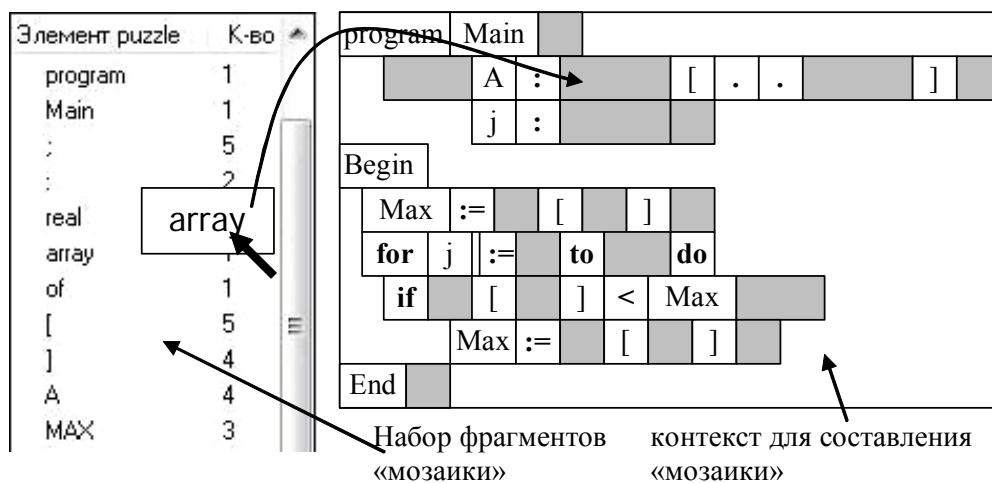 Элемент puzzle К-во
program 1
Main 1
; 5
: 2
real
array
of 1
[ 5
] 4
A 4
MAX 3
array
program Main
A : [ . . ]
j :
Begin
Max := [ ]
for j := to do
if [ ] < Max
Max := [ ]
End
Набор фрагментов
«мозаики»
контекст для составления
«мозаики»